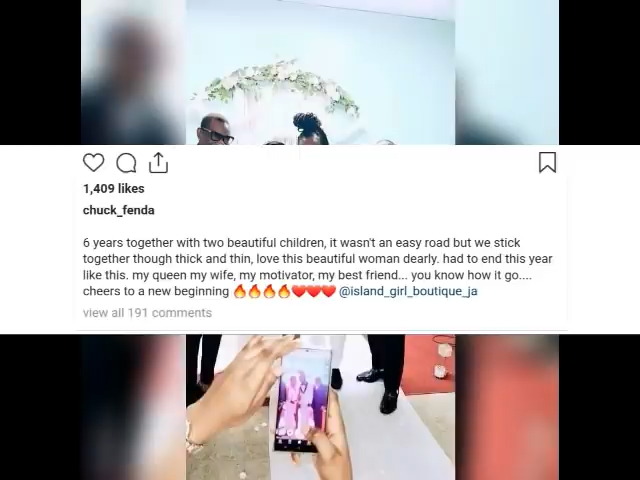 1,409 likes
chuck_fenda
6 years together with two beautiful children, it wasn't an easy road but we stick
together though thick and thin, love this beautiful woman dearly. had to end this year
like this. my queen my wife, my motivator, my best friend... you know how it go....
cheers to a new beginning 🔥🔥🔥🔥❤️❤️❤️ @island_girl_boutique_ja
view all 191 comments